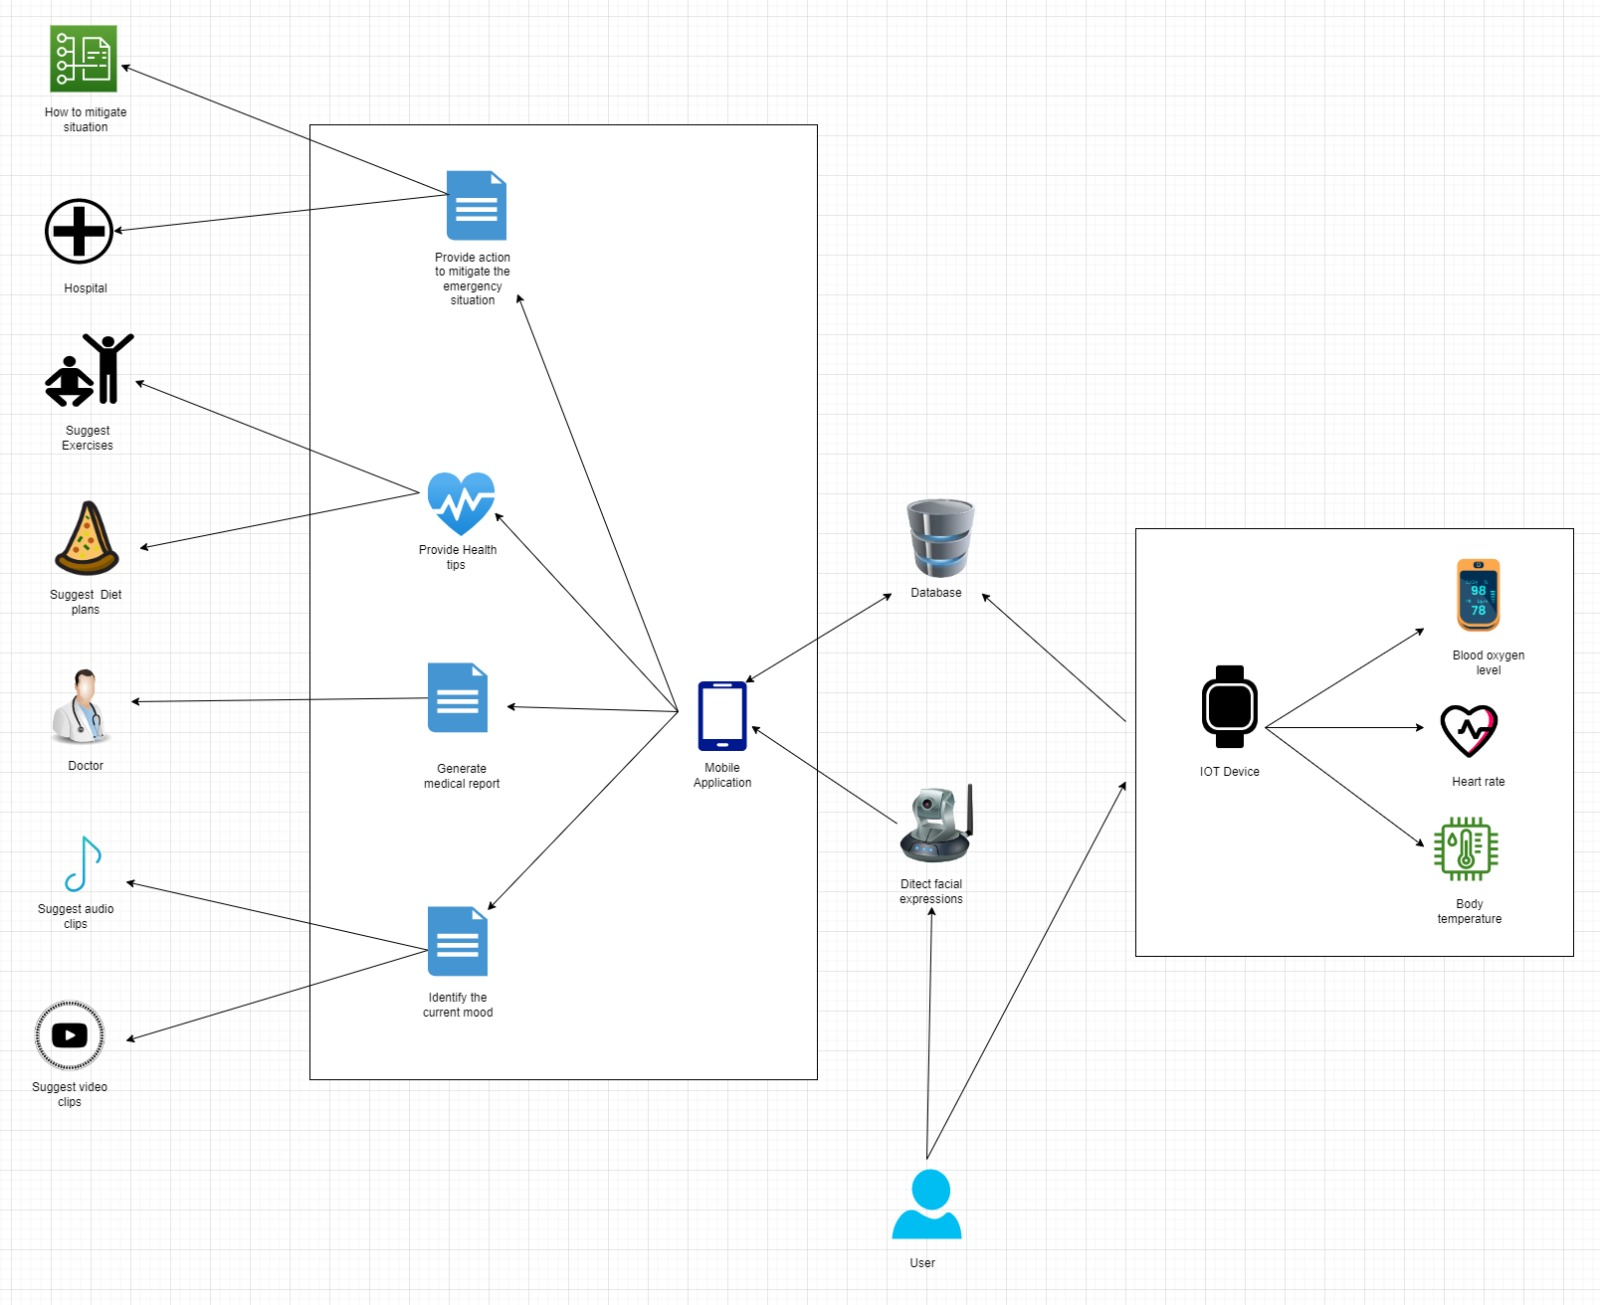 How to mitigate
situation
Hospital
Suggest
Exercises
Suggest Diet
plans
Doctor
Suggest audio
clips
Suggest video
clips
Provide action
to mitigate the
emergency
situation
Provide Health
tips
Generate
medical report
Identify the
current mood
Mobile
Application
Database
Ditect facial
expressions
User
IOT Device
98
78
Blood oxygen
level
Heart rate
Body
temperature